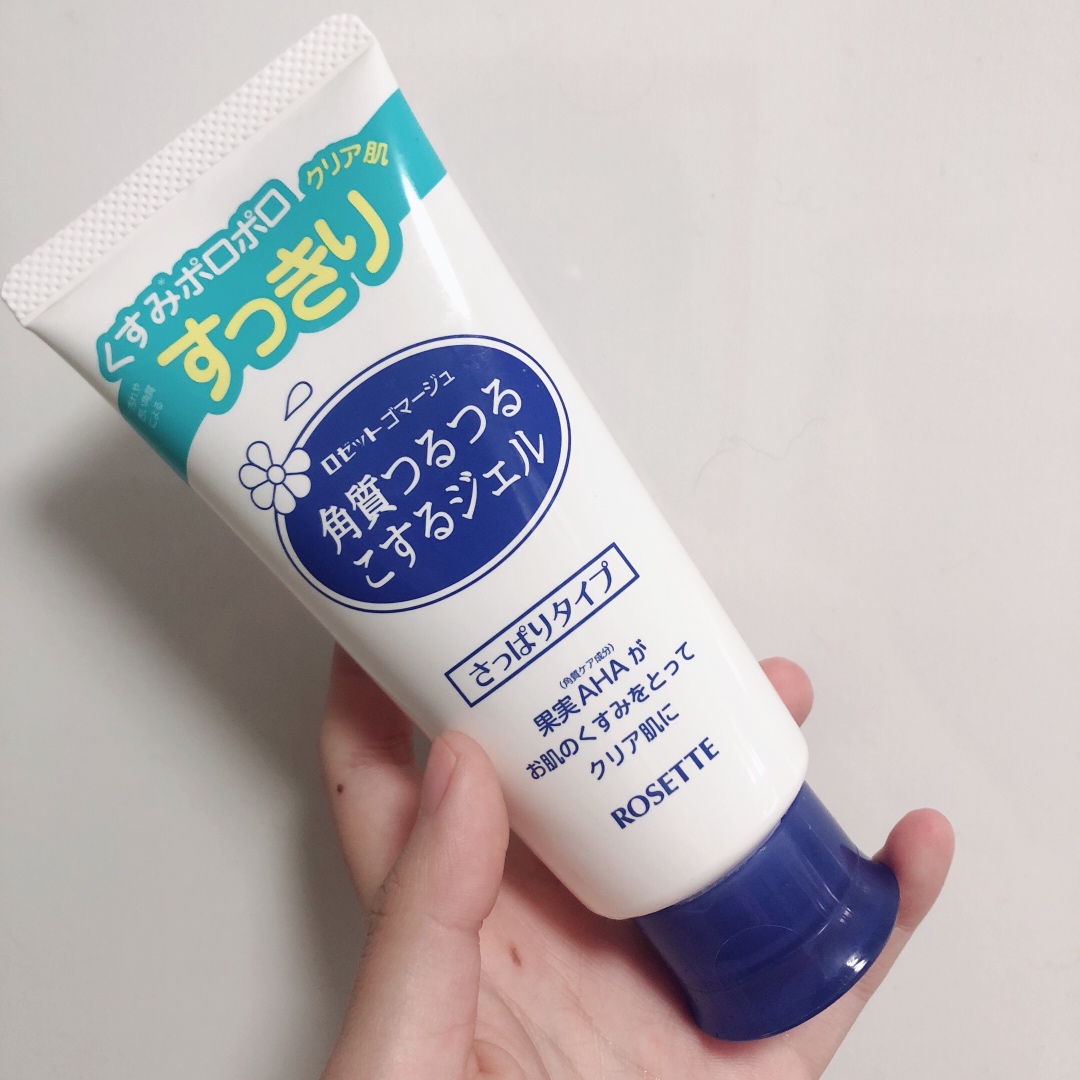 くすみポロポロ クリア肌
すっきり
ロゼット ゴマージュ
角質つるつる
こするジェル
さっぱりタイプ
(角質ケア成分)
果実AHAが
お肌のくすみをとって
クリア肌に
ROSETTE